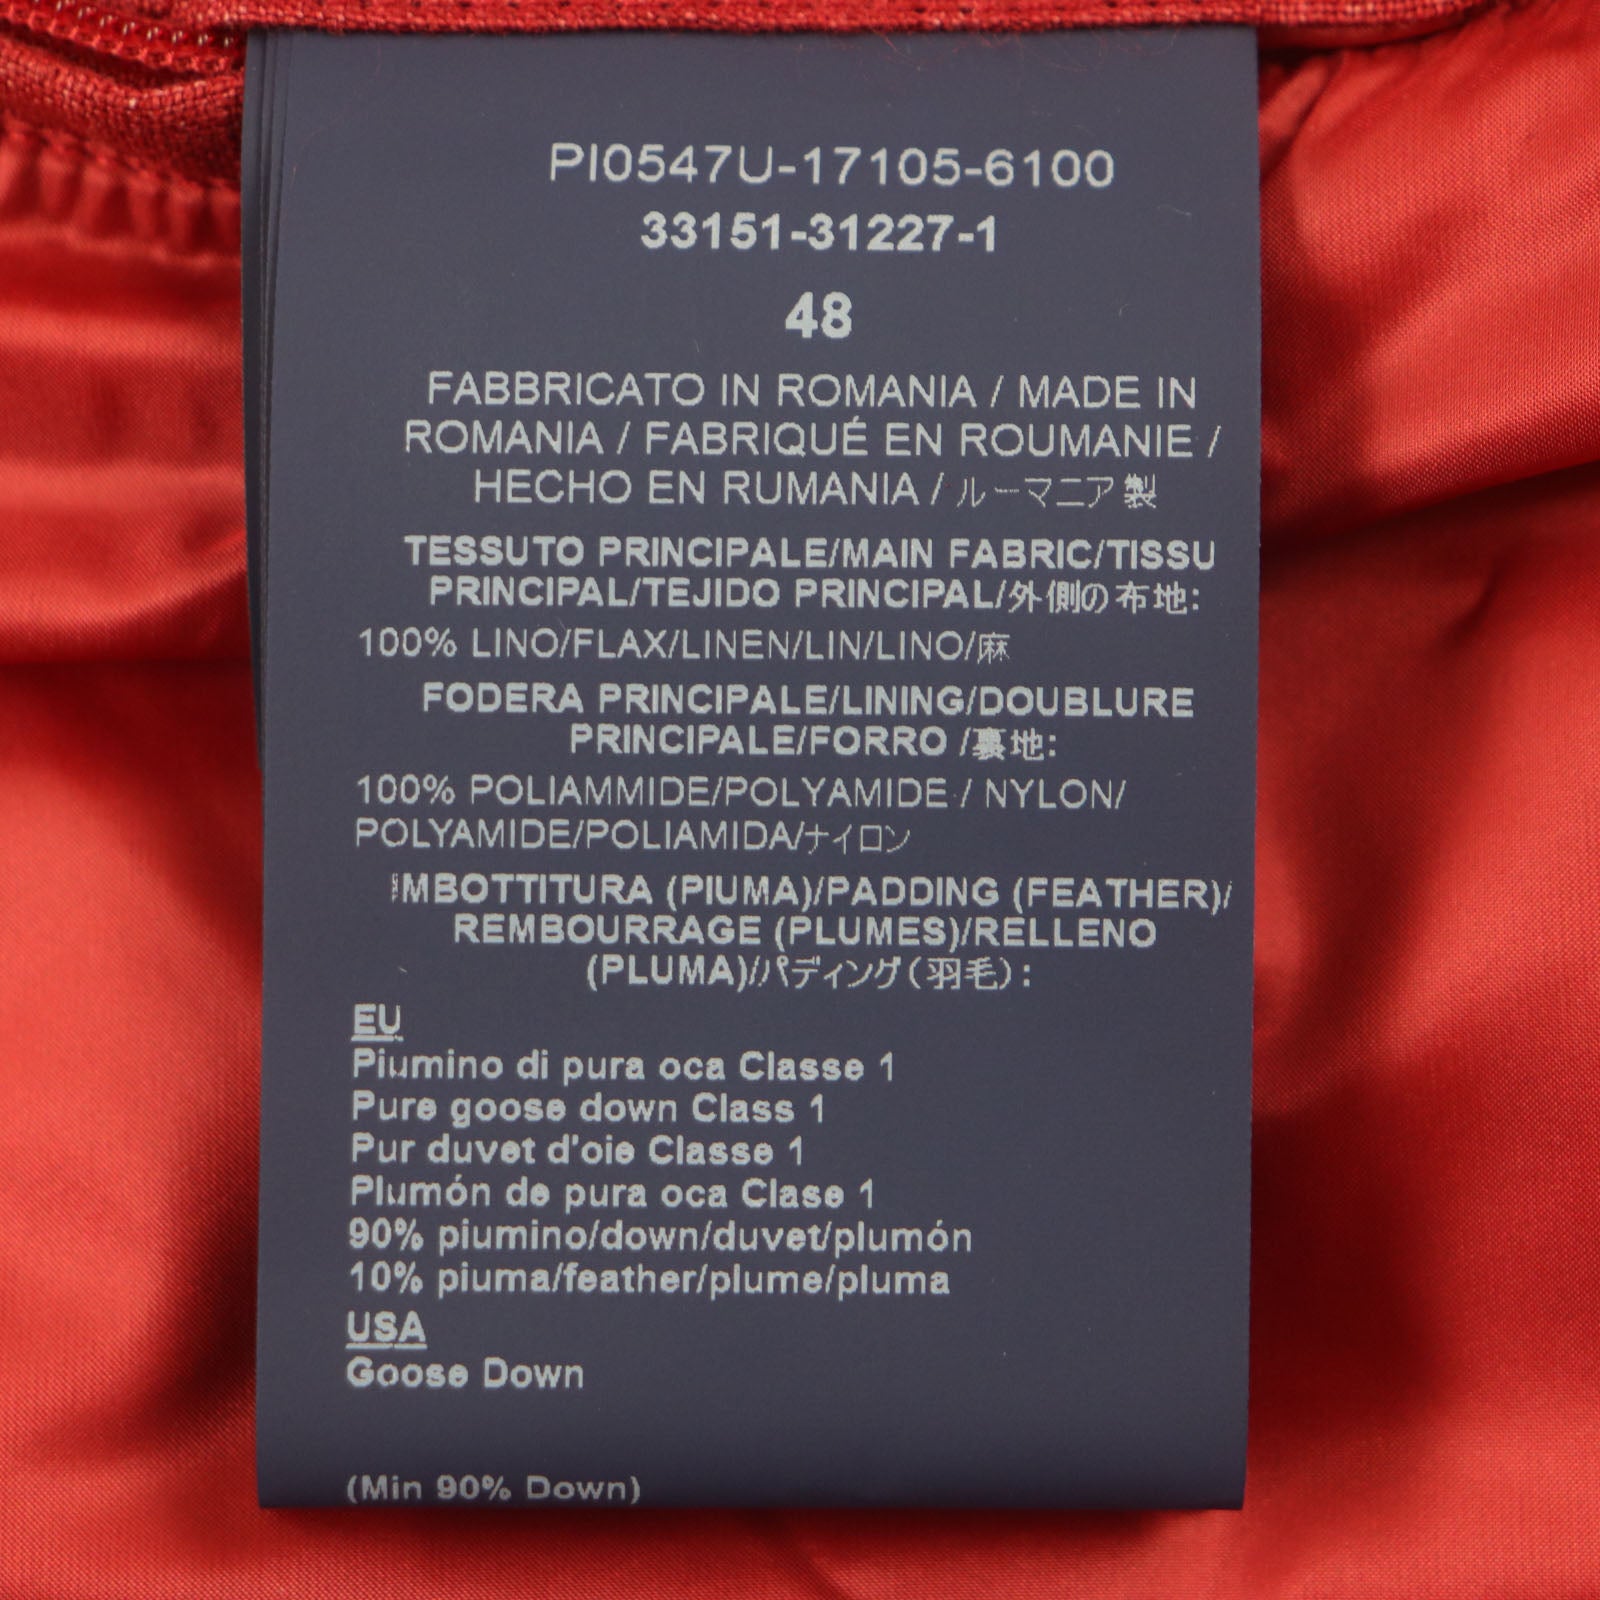 PI0547U-17105-6100
33151-31227-1
48
FABBRICATO IN ROMANIA / MADE IN
ROMANIA / FABRIQUÉ EN ROUMANIE /
HECHO EN RUMANIA / ルーマニア製
TESSUTO PRINCIPALE/MAIN FABRIC/TISSU
PRINCIPAL/TEJIDO PRINCIPAL/外側の布地:
100% LINO/FLAX/LINEN/LIN/LINO/麻
FODERA PRINCIPALE/LINING/DOUBLURE
PRINCIPALE/FORRO /裏地:
100% POLIAMMIDE/POLYAMIDE / NYLON/
POLYAMIDE/POLIAMIDA/ナイロン
IMBOTTITURA (PIUMA)/PADDING (FEATHER)/
REMBOURRAGE (PLUMES)/RELLENO
(PLUMA)/パディング(羽毛):
EU
Piumino di pura oca Classe 1
Pure goose down Class 1
Pur duvet d'oie Classe 1
Plumón de pura oca Clase 1
90% piumino/down/duvet/plumón
10% piuma/feather/plume/pluma
USA
Goose Down
(Min 90% Down)